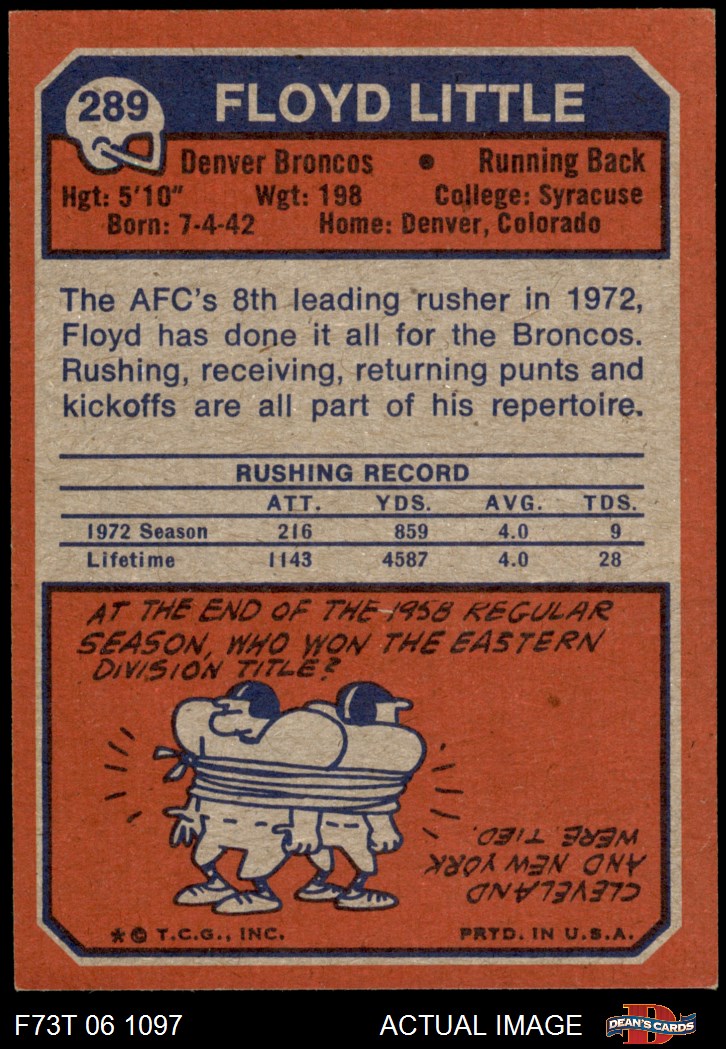 289
FLOYD LITTLE
Denver Broncos • Running Back
Hgt: 5'10" Wgt: 198 College: Syracuse
Born: 7-4-42 Home: Denver, Colorado
The AFC's 8th leading rusher in 1972,
Floyd has done it all for the Broncos.
Rushing, receiving, returning punts and
kickoffs are all part of his repertoire.
RUSHING RECORD
ATT. YDS. AVG. TDS.
1972 Season 216 859 4.0 9
Lifetime 1143 4587 4.0 28
AT THE END OF THE 1958 REGULAR
SEASON, WHO WON THE EASTERN
DIVISION TITLE?
CLEVELAND
AND NEW YORK
WERE TIED.
* © T.C.G., INC. PRTD. IN U.S.A.
F73T 06 1097 ACTUAL IMAGE
D
DEAN'S CARDS